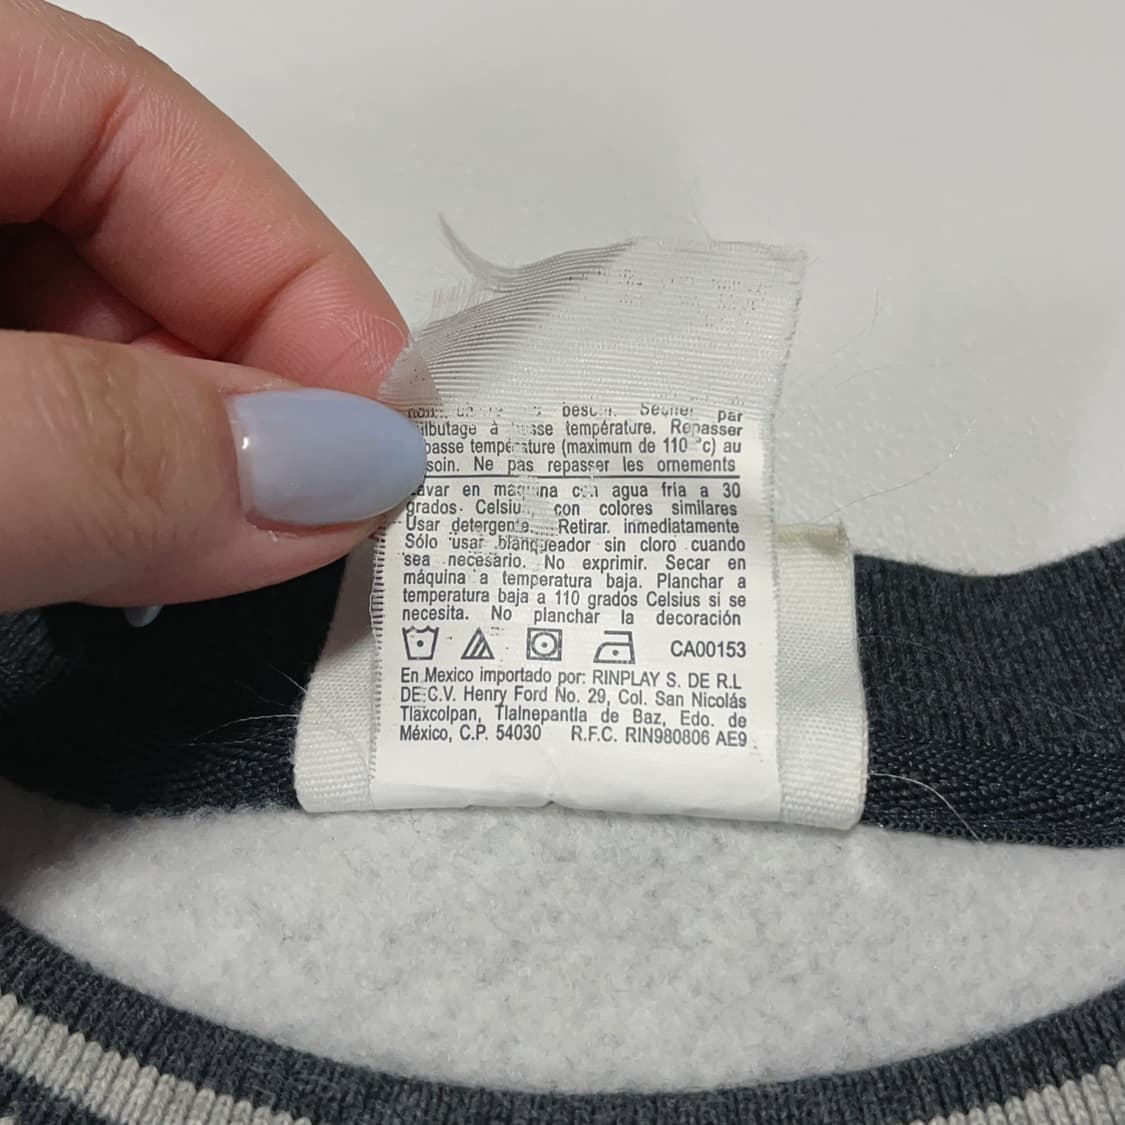 besoin. Sécher par
température. Repasser
basse température (maximum de 110 °c) au
soin. Ne pas repasser les ornements
Lavar en maquina con agua fria a 30
grados Celsius, con colores similares
Usar detergente. Retirar. inmediatamente
Sólo usar blanqueador sin cloro cuando
sea necesario. No exprimir. Secar en
máquina a temperatura baja. Planchar a
temperatura baja a 110 grados Celsius si se
necesita. No planchar la decoración
CA00153
En Mexico importado por: RINPLAY S. DE R.L
DE C.V. Henry Ford No. 29, Col. San Nicolás
Tlaxcolpan, Tlalnepantla de Baz, Edo. de
México, C.P. 54030 R.F.C. RIN980806 AE9